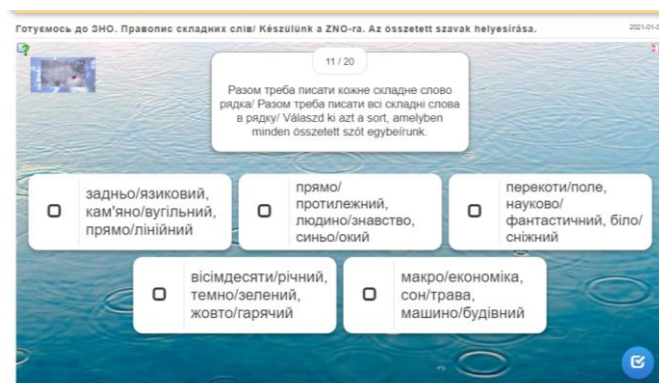 Готуємось до ЗНО. Правопис складних слів/ Készülünk a ZNO-ra. Az összetett szavak helyesírása.
11 / 20
Разом треба писати кожне складне слово
рядка/ Разом треба писати всі складні слова
в рядку/ Válaszd ki azt a sort, amelyben
minden összetett szót egybeírunk.
задньо/язиковий,
кам'яно/вугільний,
прямо/лінійний
прямо/
протилежний,
людино/знавство,
синьо/окий
перекоти/поле,
науково/
фантастичний, біло/
сніжний
вісімдесяти/річний,
темно/зелений,
жовто/гарячий
макро/економіка,
сон/трава,
машино/будівний